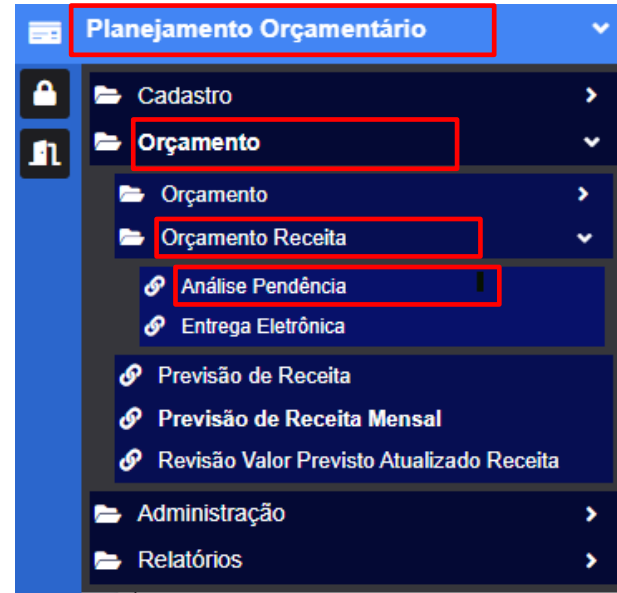 Planejamento Orçamentário
Cadastro
Orçamento
Orçamento
Orçamento Receita
Análise Pendência
Entrega Eletrônica
Previsão de Receita
Previsão de Receita Mensal
Revisão Valor Previsto Atualizado Receita
Administração
Relatórios